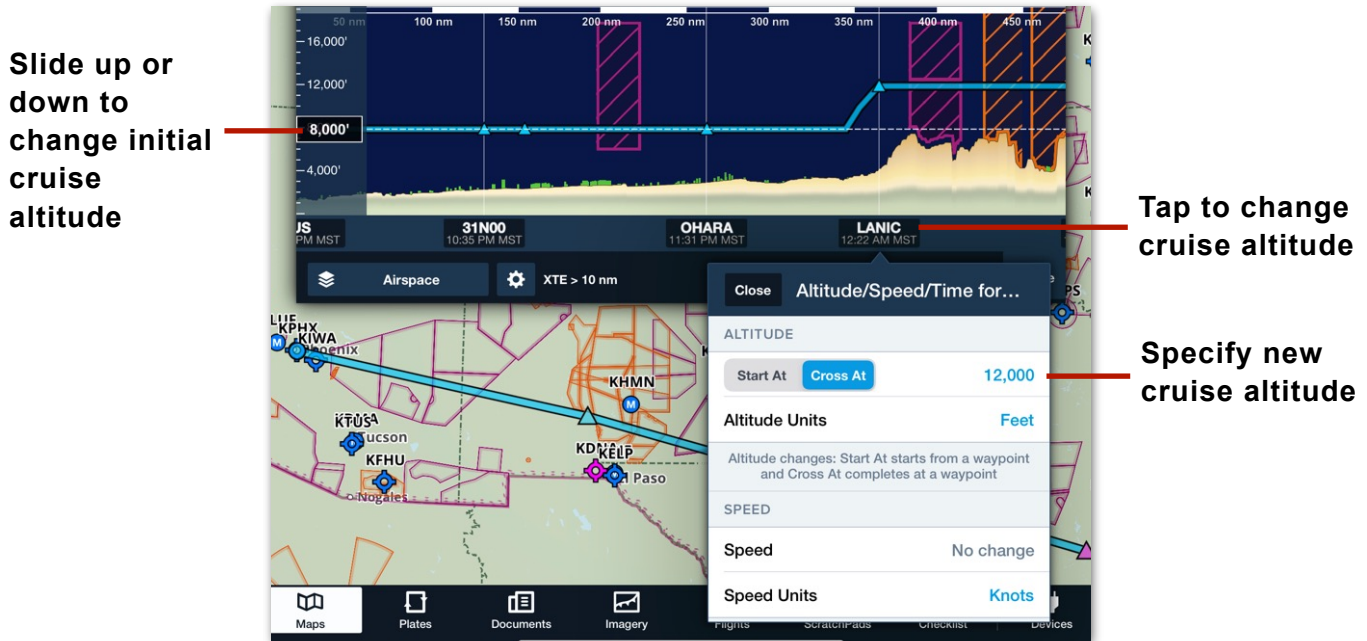 Slide up or
down to
change initial
cruise
altitude
50 nm 100 nm 150 nm 200 nm 250 nm 300 nm 350 nm 400 nm 450 nm
16,000'
12,000'
8,000'
4,000'
US 31N00 OHARA LANIC
PM MST 10:35 PM MST 11:31 PM MST 12:22 AM MST
Airspace XTE > 10 nm
Tap to change
cruise altitude
Close Altitude/Speed/Time for...
ALTITUDE
Start At Cross At 12,000
Altitude Units Feet
Altitude changes: Start At starts from a waypoint
and Cross At completes at a waypoint
SPEED
Speed No change
Speed Units Knots
Specify new
cruise altitude
KPHX
KIWA
Phoenix
KHMN
KTUS
Tucson
KFHU
Nogales
KELP
El Paso
Maps Plates Documents Imagery Flights ScratchPads Checklist Devices